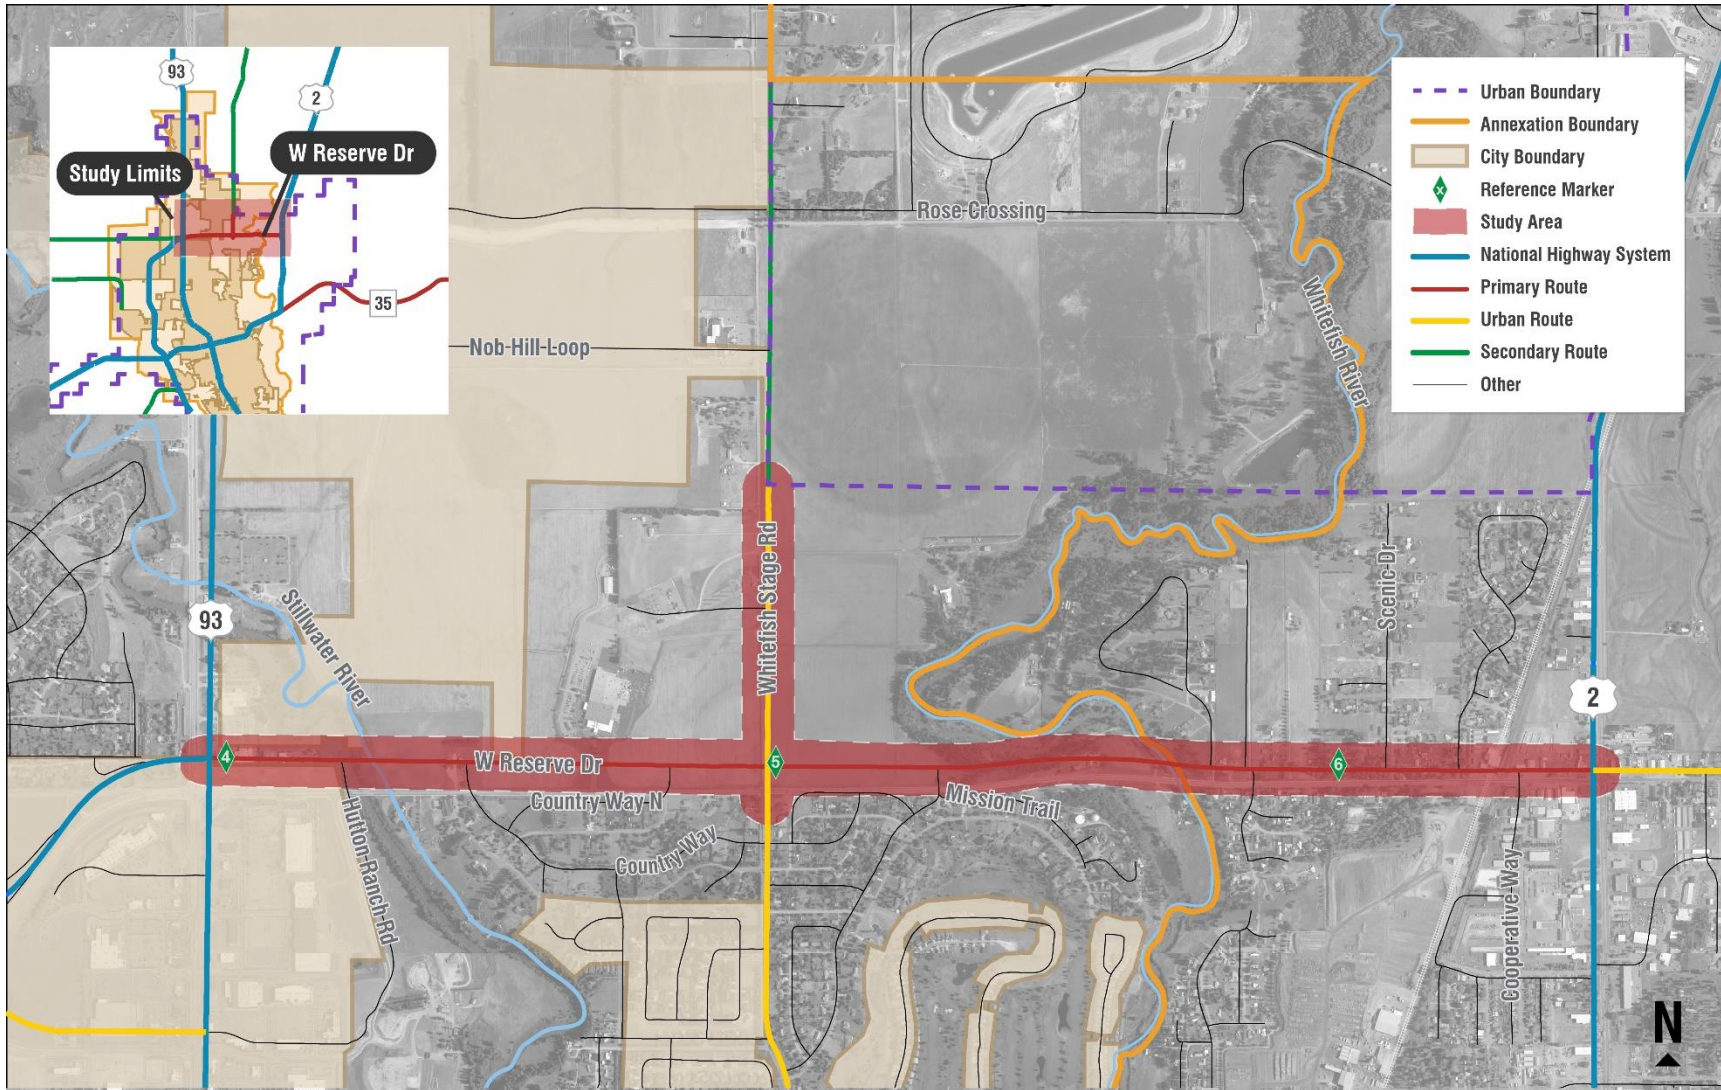 93
2
W Reserve Dr
Study Limits
35
Urban Boundary
Annexation Boundary
City Boundary
x
Reference Marker
Study Area
National Highway System
Primary Route
Urban Route
Secondary Route
Other
Rose Crossing
Whitefish River
Nob Hill Loop
Whitefish Stage Rd
Scenic Dr
Stillwater River
93
2
4
W Reserve Dr
5
6
Country Way N
Mission Trail
Country Way
Hutton Ranch Rd
Cooperative Way
N